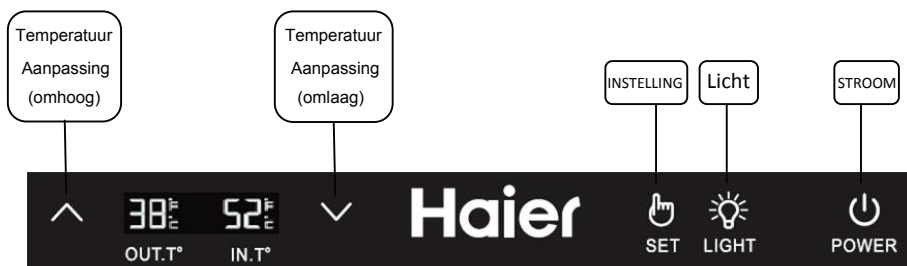 Temperatuur
Aanpassing
(omhoog)
Temperatuur
Aanpassing
(omlaag)
INSTELLING
Licht
STROOM
38°F°C
52°F°C
Haier
OUT.T°
IN.T°
SET
LIGHT
POWER